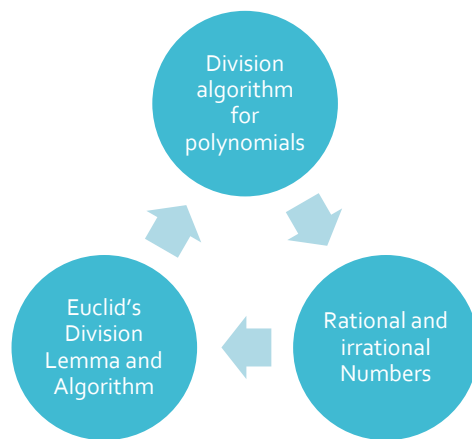 Division
algorithm
for
polynomials
Rational and
irrational
Numbers
Euclid's
Division
Lemma and
Algorithm